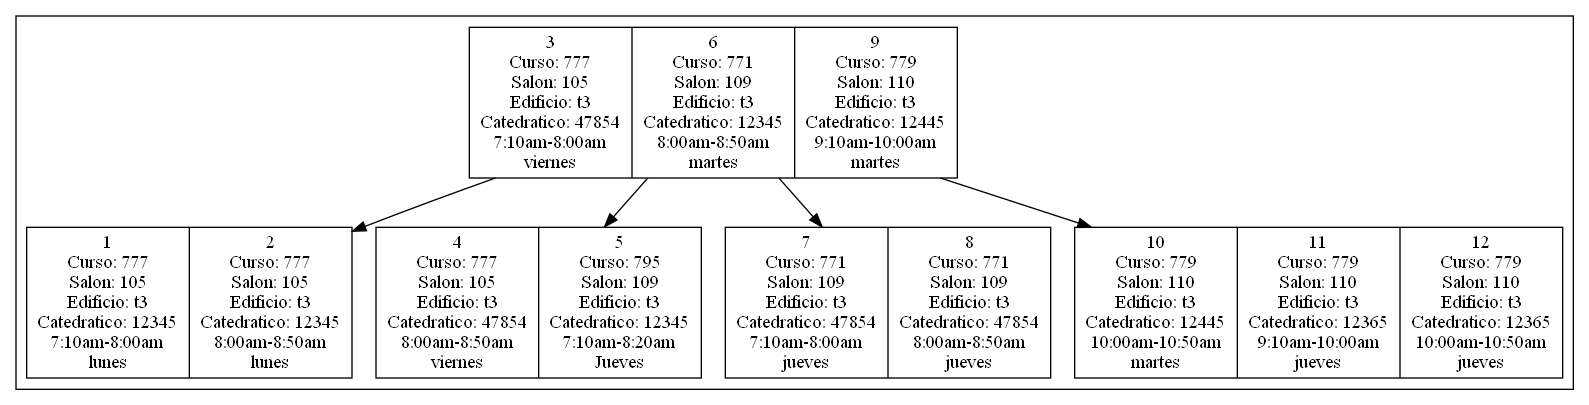 3
Curso: 777
Salon: 105
Edificio: t3
Catedratico: 47854
7:10am-8:00am
viernes
6
Curso: 771
Salon: 109
Edificio: t3
Catedratico: 12345
8:00am-8:50am
martes
9
Curso: 779
Salon: 110
Edificio: t3
Catedratico: 12445
9:10am-10:00am
martes
1
Curso: 777
Salon: 105
Edificio: t3
Catedratico: 12345
7:10am-8:00am
lunes
2
Curso: 777
Salon: 105
Edificio: t3
Catedratico: 12345
8:00am-8:50am
lunes
4
Curso: 777
Salon: 105
Edificio: t3
Catedratico: 47854
8:00am-8:50am
viernes
5
Curso: 795
Salon: 109
Edificio: t3
Catedratico: 12345
7:10am-8:20am
Jueves
7
Curso: 771
Salon: 109
Edificio: t3
Catedratico: 47854
7:10am-8:00am
jueves
8
Curso: 771
Salon: 109
Edificio: t3
Catedratico: 47854
8:00am-8:50am
jueves
10
Curso: 779
Salon: 110
Edificio: t3
Catedratico: 12445
10:00am-10:50am
martes
11
Curso: 779
Salon: 110
Edificio: t3
Catedratico: 12365
9:10am-10:00am
jueves
12
Curso: 779
Salon: 110
Edificio: t3
Catedratico: 12365
10:00am-10:50am
jueves